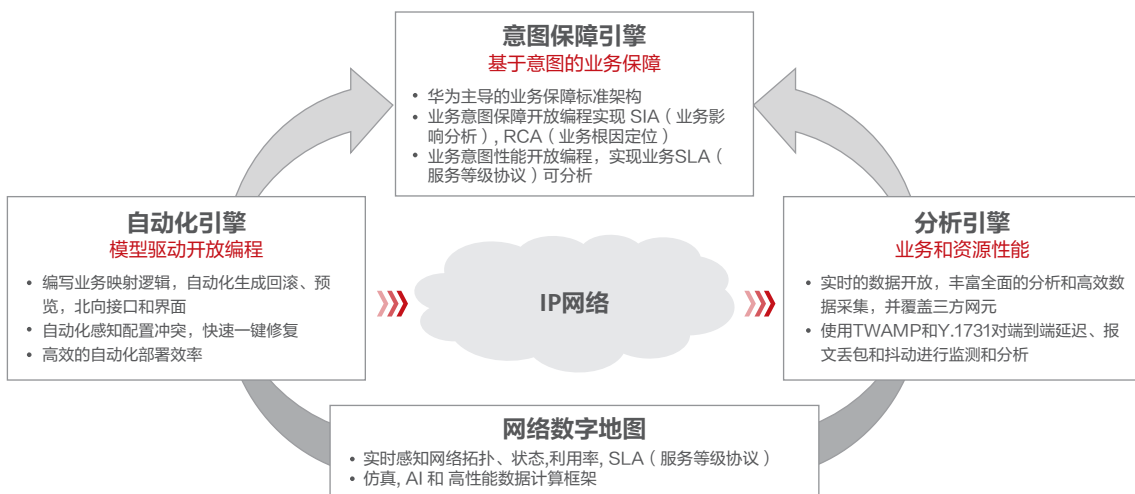 意图保障引擎
基于意图的业务保障
• 华为主导的业务保障标准架构
• 业务意图保障开放编程实现 SIA（业务影
响分析）, RCA（业务根因定位）
• 业务意图性能开放编程，实现业务SLA（
服务等级协议）可分析
自动化引擎
模型驱动开放编程
• 编写业务映射逻辑，自动化生成回滚、预
览，北向接口和界面
• 自动化感知配置冲突，快速一键修复
• 高效的自动化部署效率
IP网络
分析引擎
业务和资源性能
• 实时的数据开放，丰富全面的分析和高效数
据采集，并覆盖三方网元
• 使用TWAMP和Y.1731对端到端延迟、报
文丢包和抖动进行监测和分析
网络数字地图
• 实时感知网络拓扑、状态,利用率, SLA（服务等级协议）
• 仿真, AI 和 高性能数据计算框架